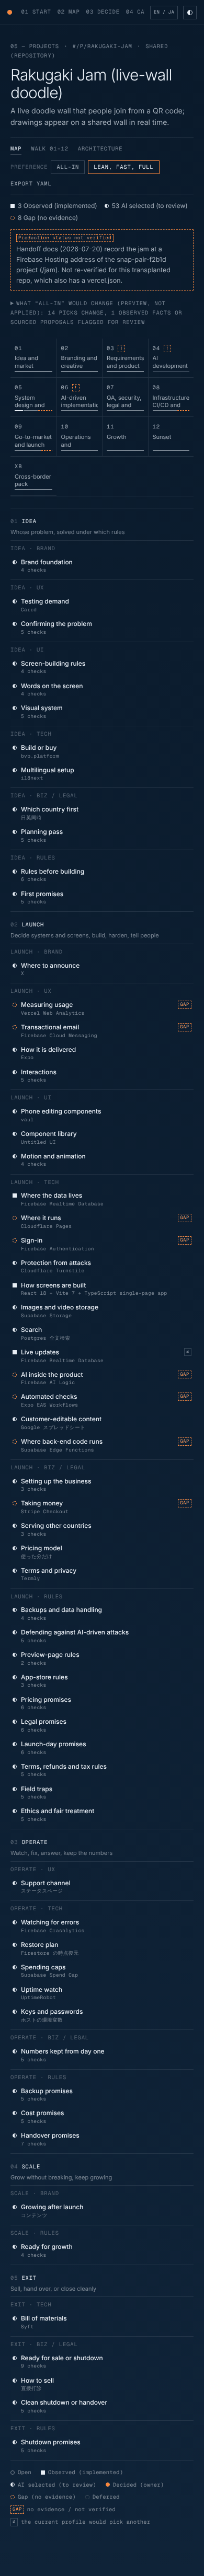 01 START 02 MAP 03 DECIDE 04 CA EN / JA
05 — PROJECTS · #/P/RAKUGAKI-JAM · SHARED
(REPOSITORY)
Rakugaki Jam (live-wall
doodle)
A live doodle wall that people join from a QR code;
drawings appear on a shared wall in real time.
MAP WALK 01–12 ARCHITECTURE
PREFERENCE ALL-IN LEAN, FAST, FULL
EXPORT YAML
3 Observed (implemented) 53 AI selected (to review)
8 Gap (no evidence)
Production status not verified
Handoff docs (2026-07-20) record the jam at a
Firebase Hosting address and the snap-pair-f2b1d
project (/jam). Not re-verified for this transplanted
repo, which also has a vercel.json.
WHAT "ALL-IN" WOULD CHANGE (PREVIEW, NOT
APPLIED): 14 PICKS CHANGE, 1 OBSERVED FACTS OR
SOURCED PROPOSALS FLAGGED FOR REVIEW
01 02 03 ! 04 !
Idea and market Branding and creative Requirements and product AI development
05 06 ! 07 08
System design and AI-driven implementatic QA, security, legal and Infrastructure CI/CD and
09 10 11 12
Go-to-market and launch Operations and Growth Sunset
X0
Cross-border pack
01 IDEA
Whose problem, solved under which rules
IDEA · BRAND
Brand foundation
4 checks
IDEA · UX
Testing demand
Carrd
Confirming the problem
5 checks
IDEA · UI
Screen-building rules
4 checks
Words on the screen
4 checks
Visual system
5 checks
IDEA · TECH
Build or buy
bvb.platform
Multilingual setup
i18next
IDEA · BIZ / LEGAL
Which country first
日英同時
Planning pass
5 checks
IDEA · RULES
Rules before building
6 checks
First promises
5 checks
02 LAUNCH
Decide systems and screens, build, harden, tell people
LAUNCH · BRAND
Where to announce
X
LAUNCH · UX
Measuring usage GAP
Vercel Web Analytics
Transactional email GAP
Firebase Cloud Messaging
How it is delivered
Expo
Interactions
5 checks
LAUNCH · UI
Phone editing components
vaul
Component library
Untitled UI
Motion and animation
4 checks
LAUNCH · TECH
Where the data lives
Firebase Realtime Database
Where it runs GAP
Cloudflare Pages
Sign-in GAP
Firebase Authentication
Protection from attacks
Cloudflare Turnstile
How screens are built
React 18 + Vite 7 + TypeScript single-page app
Images and video storage
Supabase Storage
Search
Postgres 全文検索
Live updates ≠
Firebase Realtime Database
AI inside the product GAP
Firebase AI Logic
Automated checks GAP
Expo EAS Workflows
Customer-editable content
Google スプレッドシート
Where back-end code runs GAP
Supabase Edge Functions
LAUNCH · BIZ / LEGAL
Setting up the business
3 checks
Taking money GAP
Stripe Checkout
Serving other countries
3 checks
Pricing model
使った分だけ
Terms and privacy
Termly
LAUNCH · RULES
Backups and data handling
4 checks
Defending against AI-driven attacks
5 checks
Preview-page rules
2 checks
App-store rules
3 checks
Pricing promises
6 checks
Legal promises
8 checks
Launch-day promises
6 checks
Terms, refunds and tax rules
5 checks
Field traps
5 checks
Ethics and fair treatment
5 checks
03 OPERATE
Watch, fix, answer, keep the numbers
OPERATE · UX
Support channel
ステータスページ
OPERATE · TECH
Watching for errors
Firebase Crashlytics
Restore plan
Firestore の時点復元
Spending caps
Supabase Spend Cap
Uptime watch
UptimeRobot
Keys and passwords
ホストの環境変数
OPERATE · BIZ / LEGAL
Numbers kept from day one
5 checks
OPERATE · RULES
Backup promises
5 checks
Cost promises
5 checks
Handover promises
7 checks
04 SCALE
Grow without breaking, keep growing
SCALE · BRAND
Growing after launch
コンテンツ
SCALE · RULES
Ready for growth
4 checks
05 EXIT
Sell, hand over, or close cleanly
EXIT · TECH
Bill of materials
Syft
EXIT · BIZ / LEGAL
Ready for sale or shutdown
8 checks
How to sell
直接打診
Clean shutdown or handover
5 checks
EXIT · RULES
Shutdown promises
5 checks
Open Observed (implemented)
AI selected (to review) Decided (owner)
Gap (no evidence) Deferred
GAP no evidence / not verified
≠ the current profile would pick another